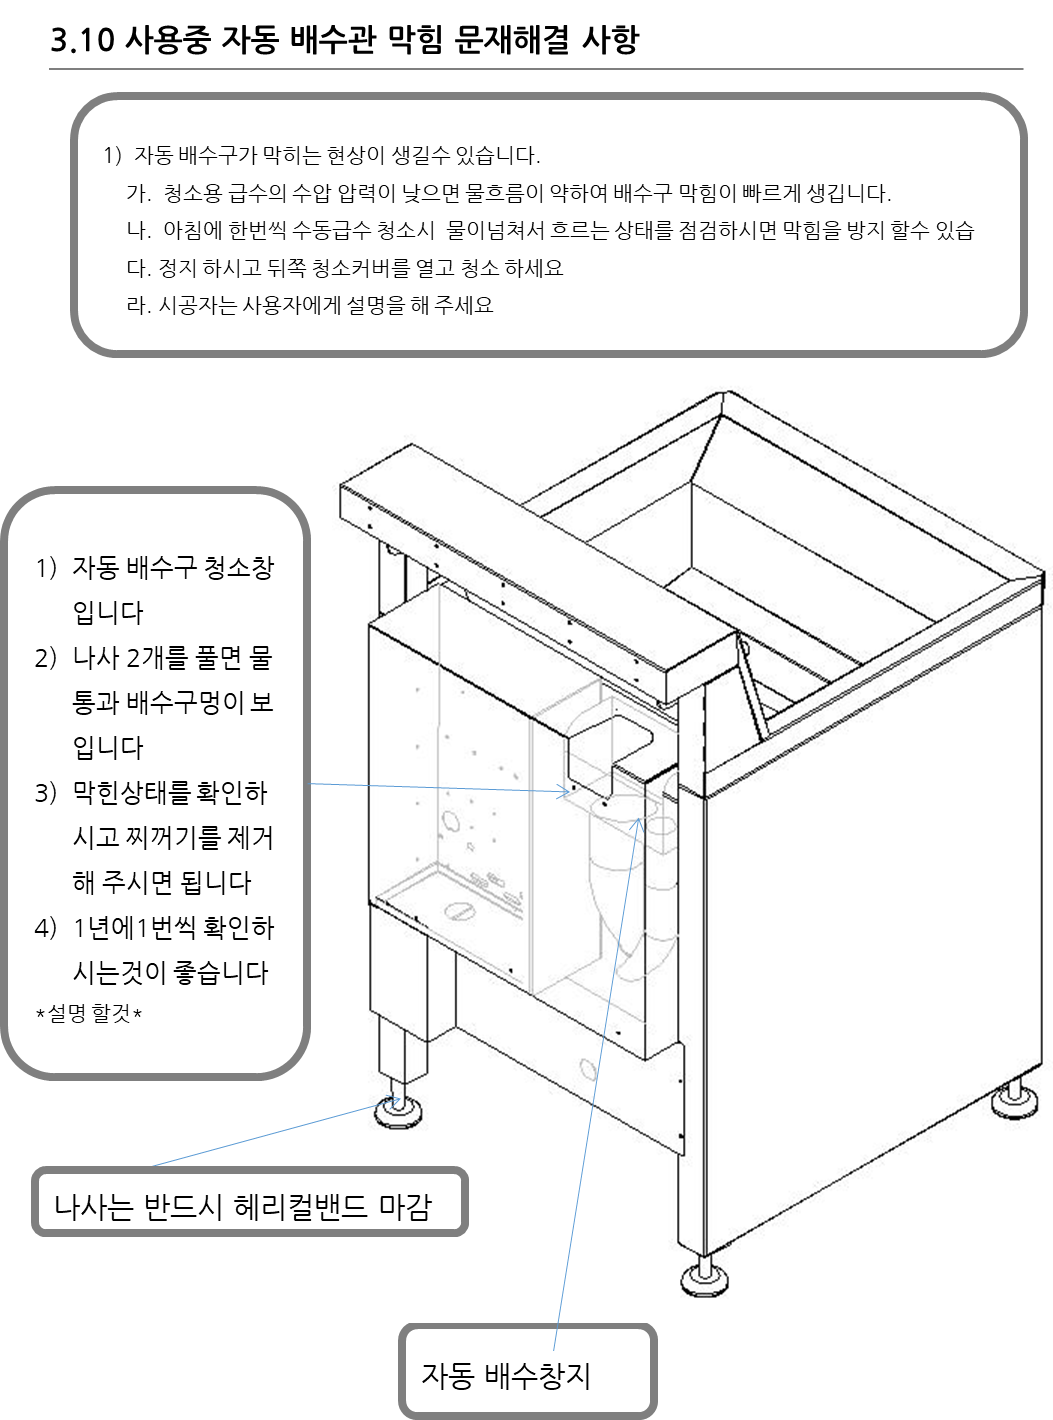 3.10 사용중 자동 배수관 막힘 문재해결 사항
1) 자동 배수구가 막히는 현상이 생길수 있습니다.
가. 청소용 급수의 수압 압력이 낮으면 물흐름이 약하여 배수구 막힘이 빠르게 생깁니다.
나. 아침에 한번씩 수동급수 청소시 물이넘쳐서 흐르는 상태를 점검하시면 막힘을 방지 할수 있습
다. 정지 하시고 뒤쪽 청소커버를 열고 청소 하세요
라. 시공자는 사용자에게 설명을 해 주세요
1) 자동 배수구 청소창
입니다
2) 나사 2개를 풀면 물
통과 배수구멍이 보
입니다
3) 막힌상태를 확인하
시고 찌꺼기를 제거
해 주시면 됩니다
4) 1년에1번씩 확인하
시는것이 좋습니다
*설명 할것*
나사는 반드시 헤리컬밴드 마감
자동 배수창지